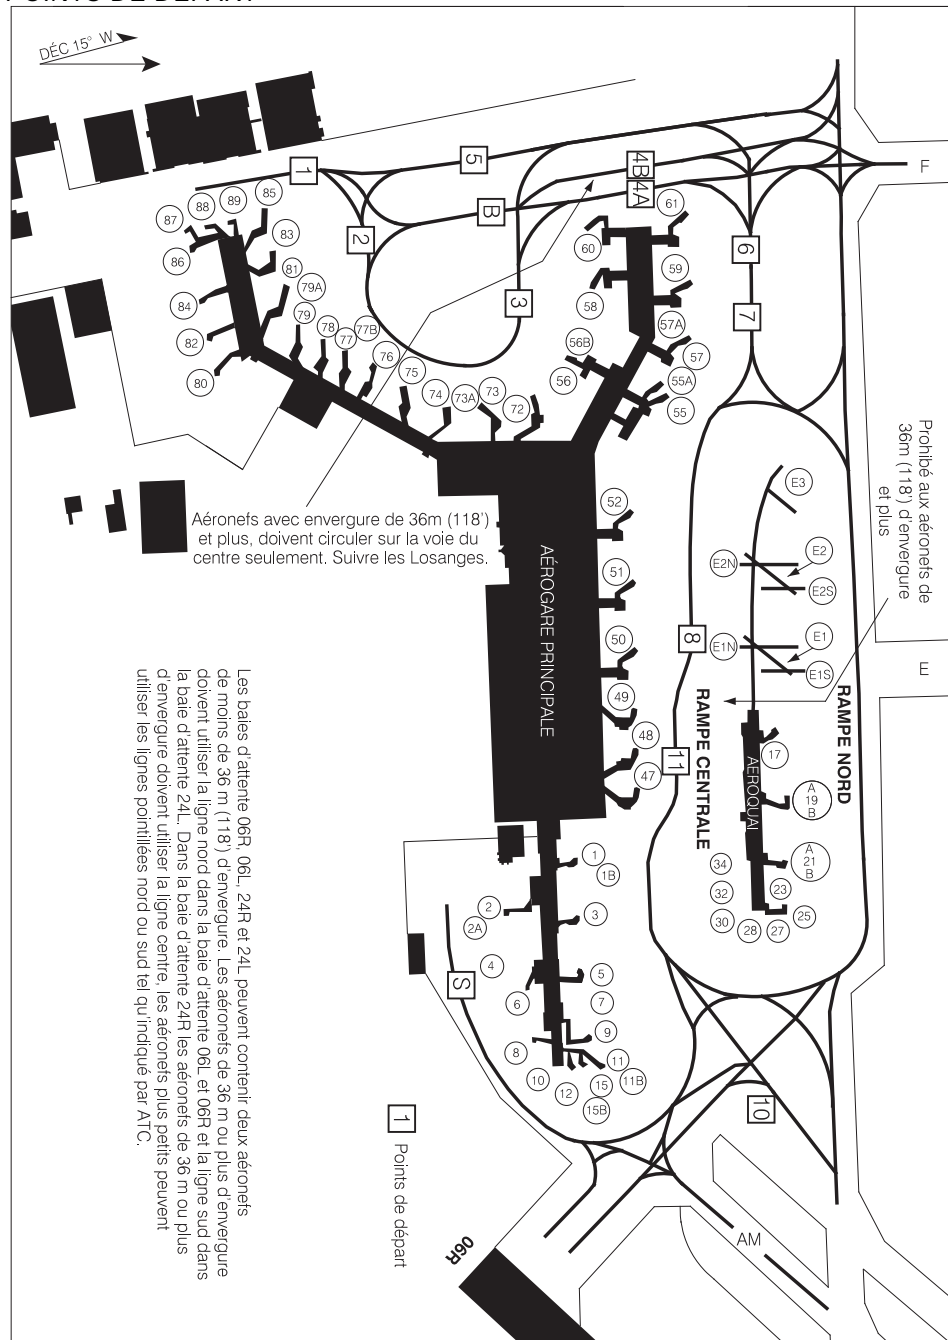 POINTS DE DÉPART
DÉC 15° W
1
5
4B
4A
B
F
2
3
6
7
87
88
89
85
86
83
81
79A
84
79
78
77
77B
82
76
80
75
74
73A
73
72
61
60
59
58
57A
57
56B
56
55A
55
Prohibé aux aéronefs de
36m (118') d'envergure
et plus
Aéronefs avec envergure de 36m (118')
et plus, doivent circuler sur la voie du
centre seulement. Suivre les Losanges.
AÉROGARE PRINCIPALE
52
51
50
49
48
47
E3
E2N
E2
E2S
E1N
E1
E1S
E
8
11
RAMPE CENTRALE
RAMPE NORD
AEROQUAI
17
A
19
B
A
21
B
34
32
30
28
27
25
23
1
1B
2
2A
3
4
5
6
7
8
9
10
11
11B
12
15
15B
S
10
AM
06R
1 Points de départ
Les baies d'attente 06R, 06L, 24R et 24L peuvent contenir deux aéronefs
de moins de 36 m (118') d'envergure. Les aéronefs de 36 m ou plus d'envergure
doivent utiliser la ligne nord dans la baie d'attente 06L et 06R et la ligne sud dans
la baie d'attente 24L. Dans la baie d'attente 24R les aéronefs de 36 m ou plus
d'envergure doivent utiliser la ligne centre, les aéronefs plus petits peuvent
utiliser les lignes pointillées nord ou sud tel qu'indiqué par ATC.